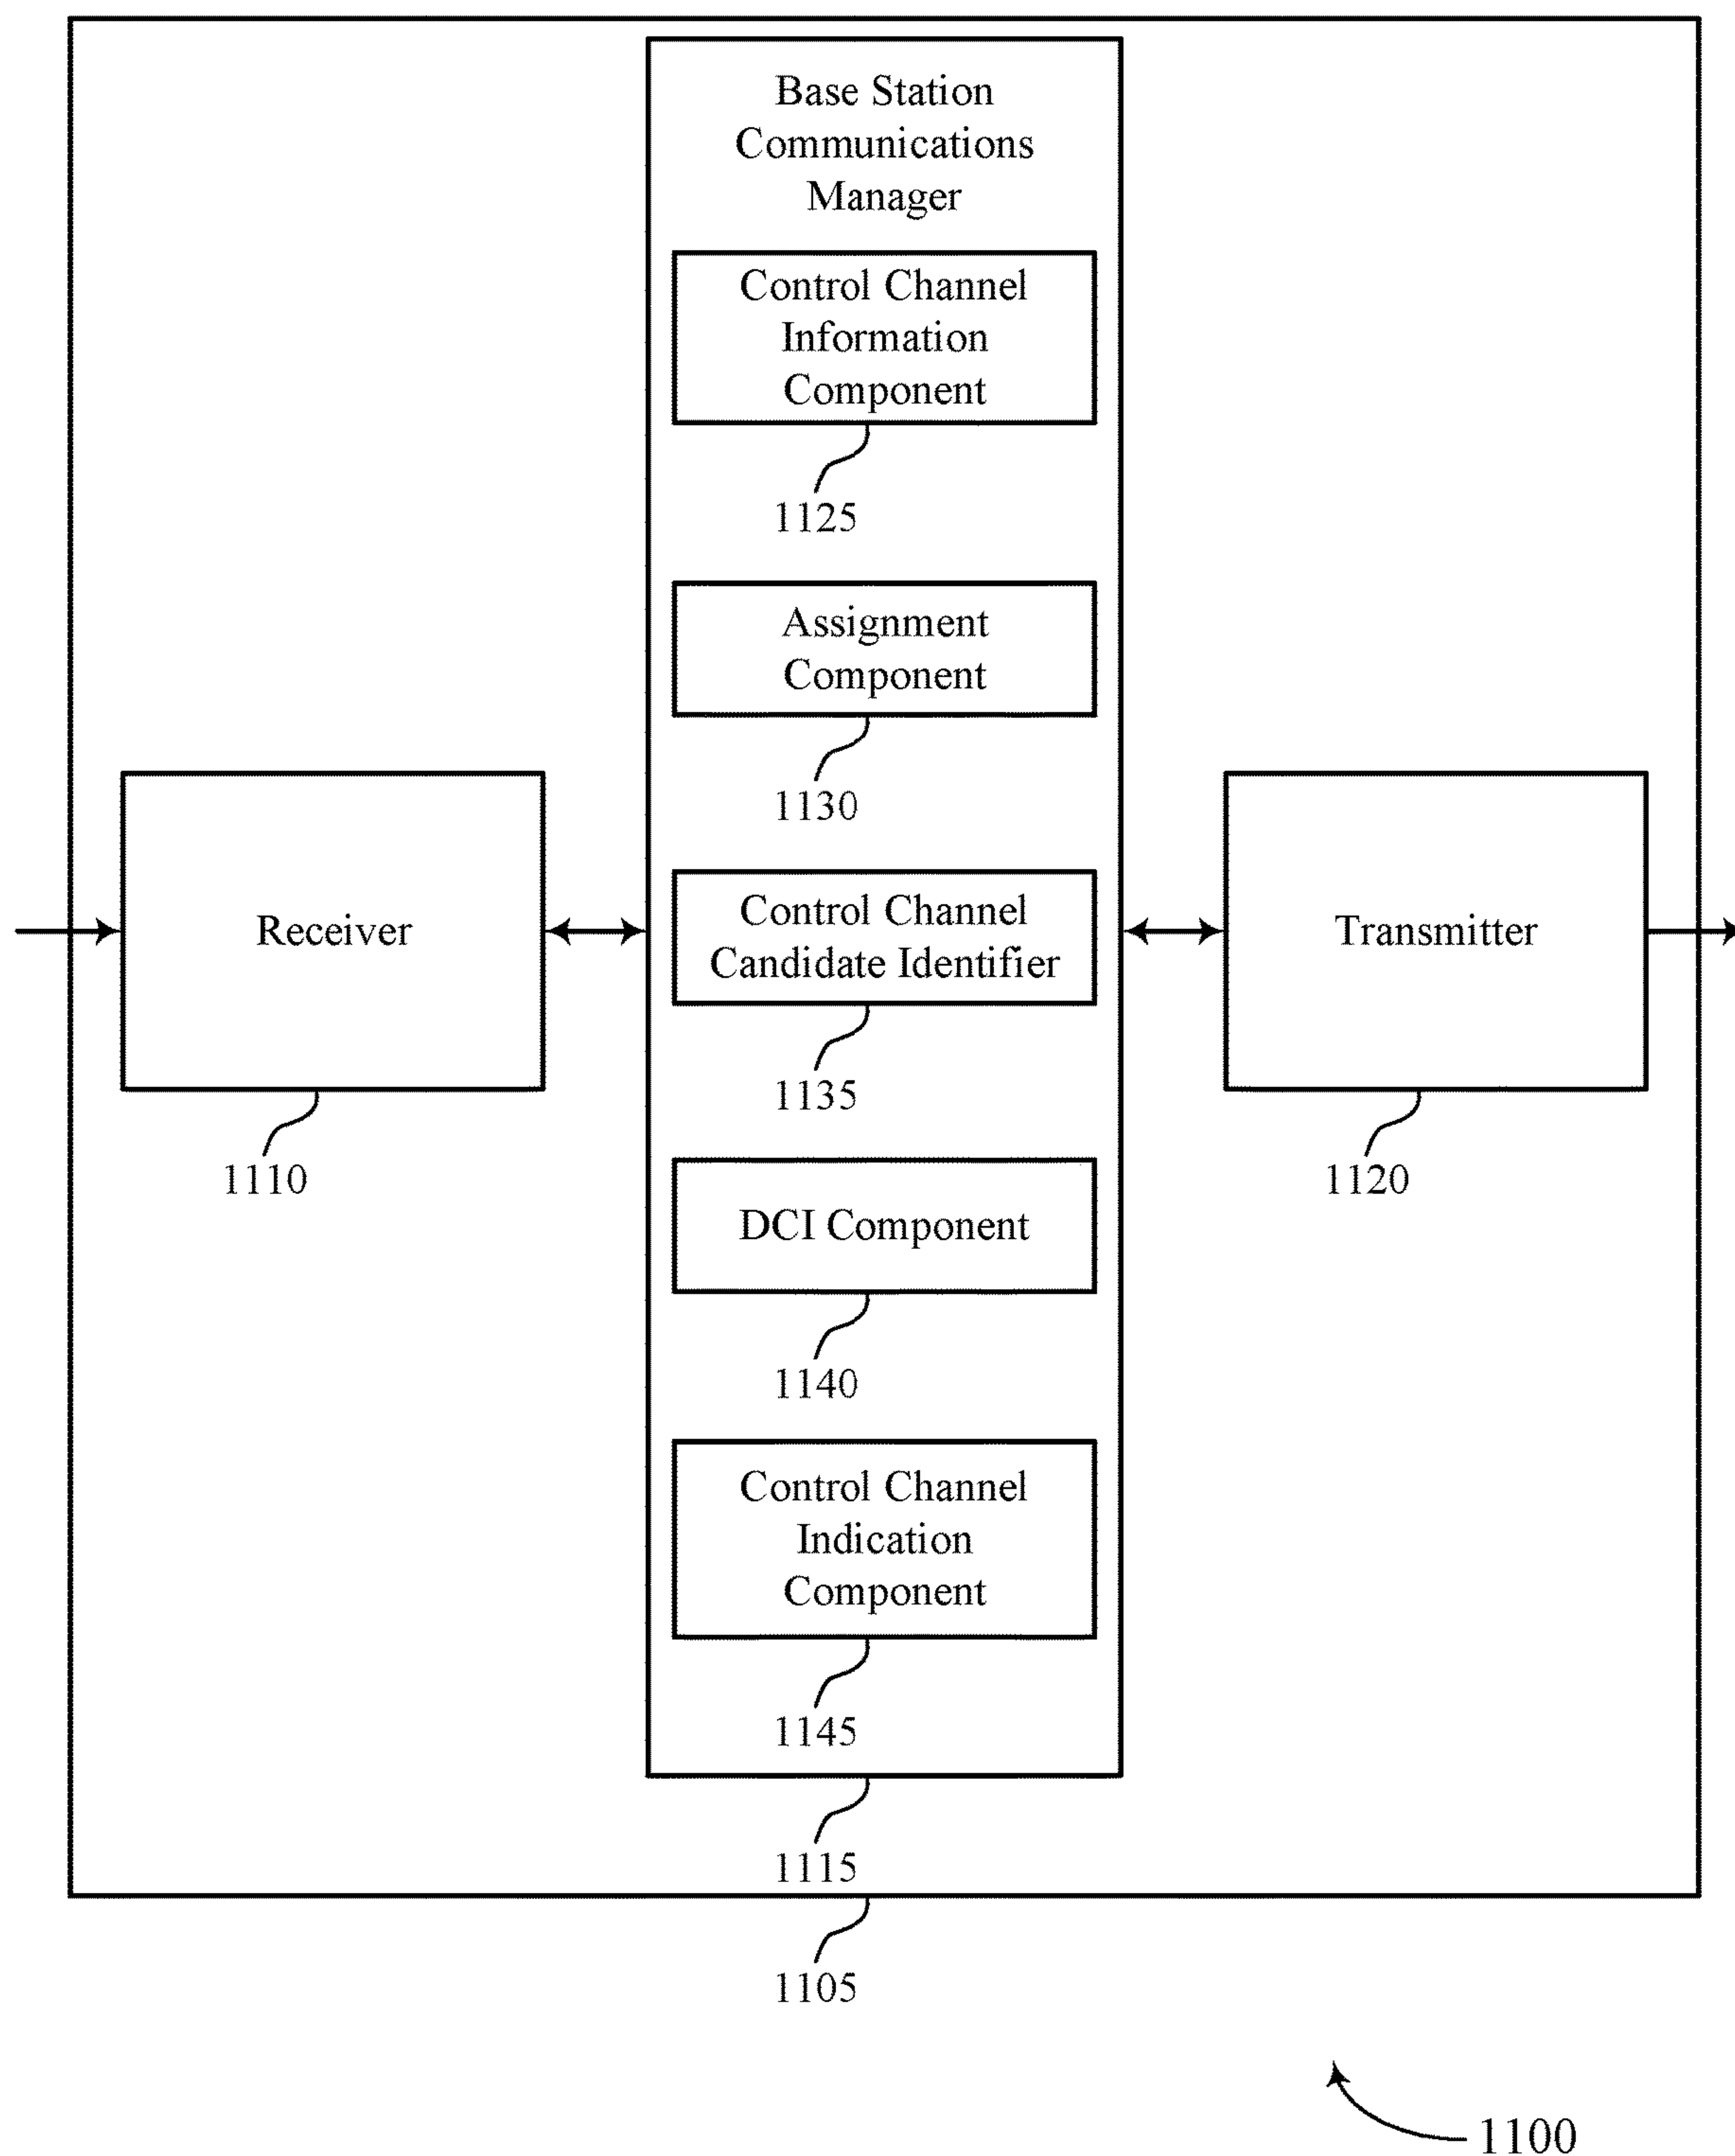 Base Station
Communications
Manager
Control Channel
Information
Component
1125
Assignment
Component
1130
Receiver
1110
Control Channel
Candidate Identifier
1135
Transmitter
1120
DCI Component
1140
Control Channel
Indication
Component
1145
1115
1105
1100